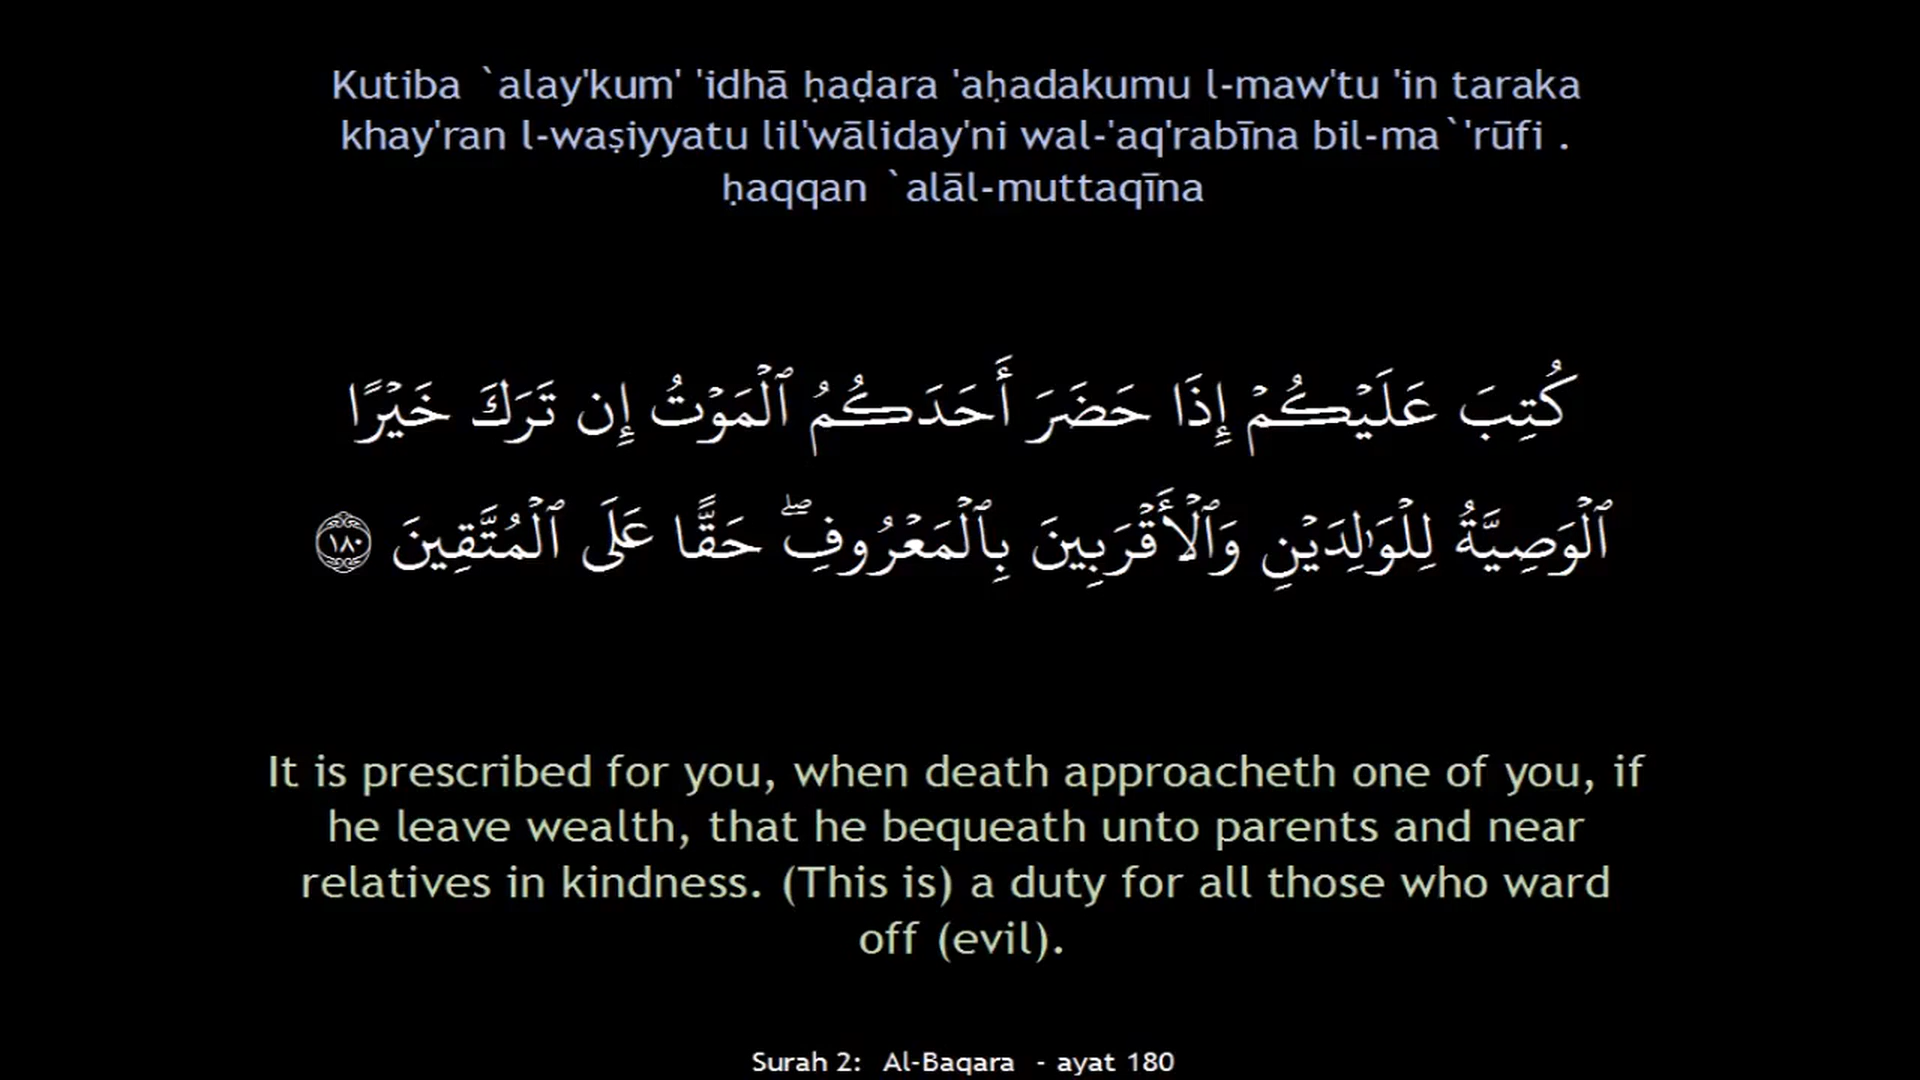 Kutiba `alay'kum' 'idhā ḥaḍara 'aḥadakumu l-maw'tu 'in taraka
khay'ran l-waṣiyyatu lil'wāliday'ni wal-'aq'rabīna bil-ma`'rūfi .
ḥaqqan `alāl-muttaqīna
كُتِبَ عَلَيۡكُمۡ إِذَا حَضَرَ أَحَدَكُمُ ٱلۡمَوۡتُ إِن تَرَكَ خَيۡرًا
ٱلۡوَصِيَّةُ لِلۡوَٰلِدَيۡنِ وَٱلۡأَقۡرَبِينَ بِٱلۡمَعۡرُوفِۖ حَقًّا عَلَى ٱلۡمُتَّقِينَ ١٨٠
It is prescribed for you, when death approacheth one of you, if
he leave wealth, that he bequeath unto parents and near
relatives in kindness. (This is) a duty for all those who ward
off (evil).
Surah 2: Al-Baqara - ayat 180